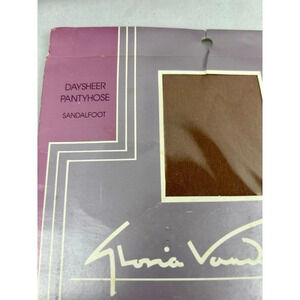 DAYSHEER
PANTYHOSE
SANDALFOOT
Gloria Vand